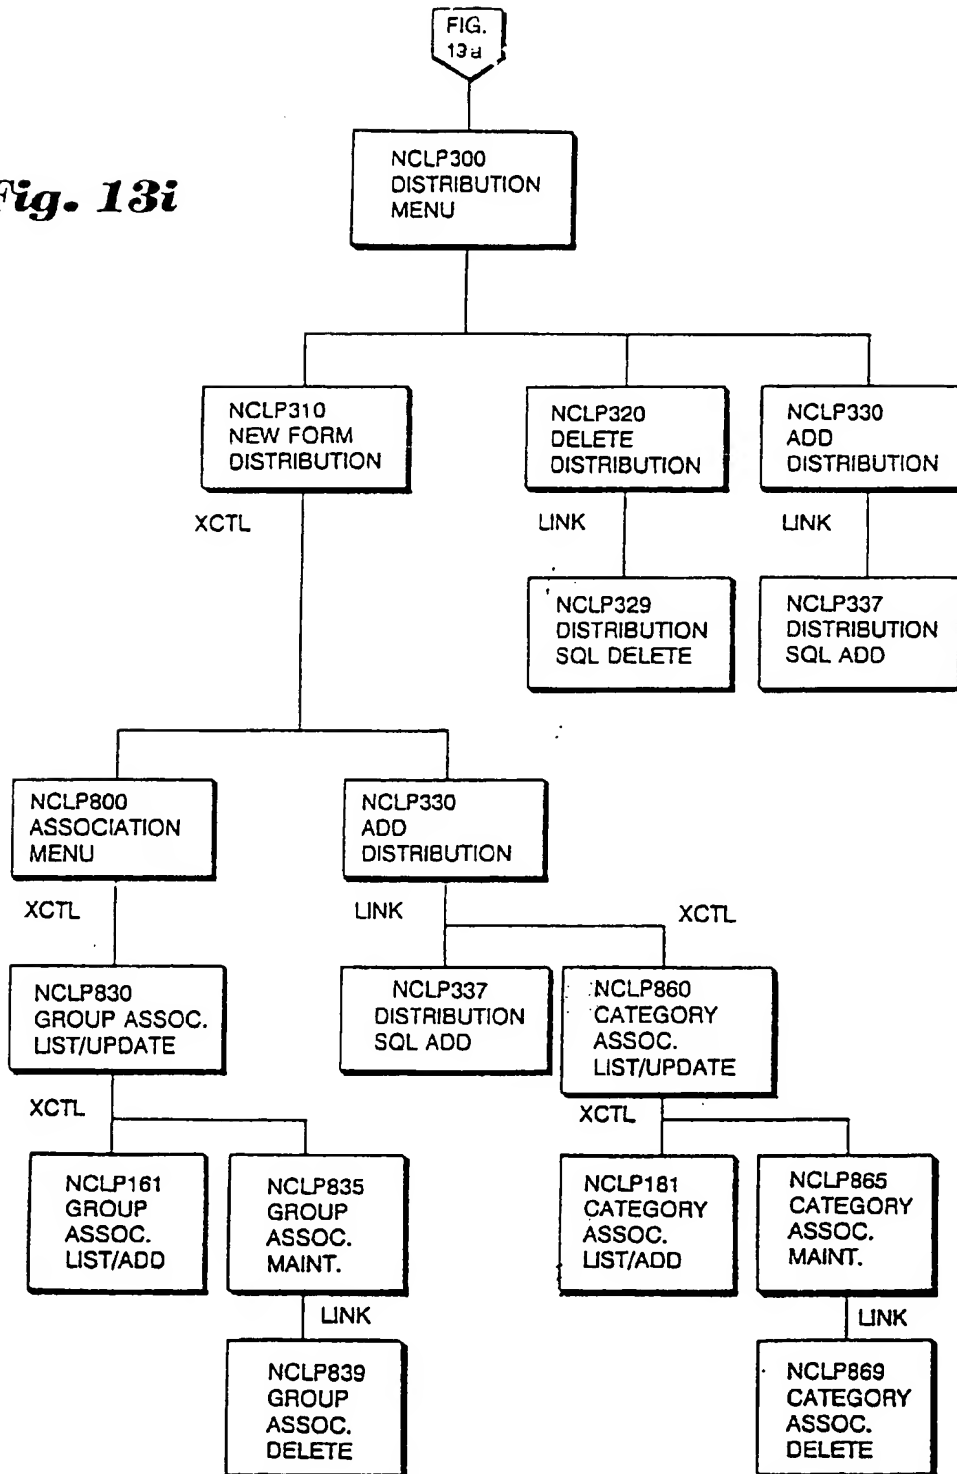 FIG.
13a
Fig. 13i
NCLP300
DISTRIBUTION
MENU
NCLP310
NEW FORM
DISTRIBUTION
NCLP320
DELETE
DISTRIBUTION
NCLP330
ADD
DISTRIBUTION
XCTL
LINK
LINK
NCLP329
DISTRIBUTION
SQL DELETE
NCLP337
DISTRIBUTION
SQL ADD
NCLP800
ASSOCIATION
MENU
NCLP330
ADD
DISTRIBUTION
XCTL
LINK
XCTL
NCLP830
GROUP ASSOC.
LIST/UPDATE
NCLP337
DISTRIBUTION
SQL ADD
NCLP860
CATEGORY
ASSOC.
LIST/UPDATE
XCTL
XCTL
NCLP161
GROUP
ASSOC.
LIST/ADD
NCLP835
GROUP
ASSOC.
MAINT.
NCLP181
CATEGORY
ASSOC.
LIST/ADD
NCLP865
CATEGORY
ASSOC.
MAINT.
LINK
LINK
NCLP839
GROUP
ASSOC.
DELETE
NCLP869
CATEGORY
ASSOC.
DELETE